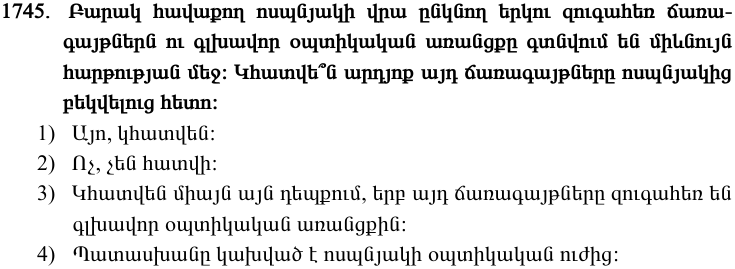 1745. Բարակ հավաքող ոսպնյակի վրա ընկնող երկու զուգահեռ ճառա-
գայթներն ու գլխավոր օպտիկական առանցքը գտնվում են միևնույն
հարթության մեջ: Կհատվե՞ն արդյոք այդ ճառագայթները ոսպնյակից
բեկվելուց հետո:
1) Այո, կհատվեն:
2) Ոչ, չեն հատվի:
3) Կհատվեն միայն այն դեպքում, երբ այդ ճառագայթները զուգահեռ են
գլխավոր օպտիկական առանցքին:
4) Պատասխանը կախված է ոսպնյակի օպտիկական ուժից: